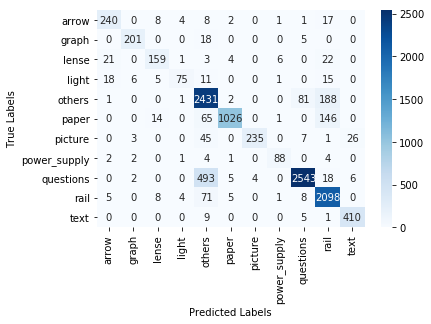 True Labels
arrow 240 0 8 4 8 2 0 1 1 17 0
graph 0 201 0 0 18 0 0 0 5 0 0
lense 21 0 159 1 3 4 0 6 0 22 0
light 18 6 5 75 11 0 0 1 0 15 0
others 1 0 0 0 2431 2 0 0 81 188 0
paper 0 0 14 0 65 1026 0 0 1 146 0
picture 0 3 0 0 45 0 235 0 7 1 26
power_supply 2 2 0 1 4 1 0 88 0 4 0
questions 0 2 0 0 493 5 4 0 2543 18 6
rail 5 0 8 4 71 5 0 1 8 2098 0
text 0 0 0 0 9 0 0 0 5 1 410
arrow graph lense light others paper picture power_supply questions rail text
Predicted Labels
2500
2000
1500
1000
500
0